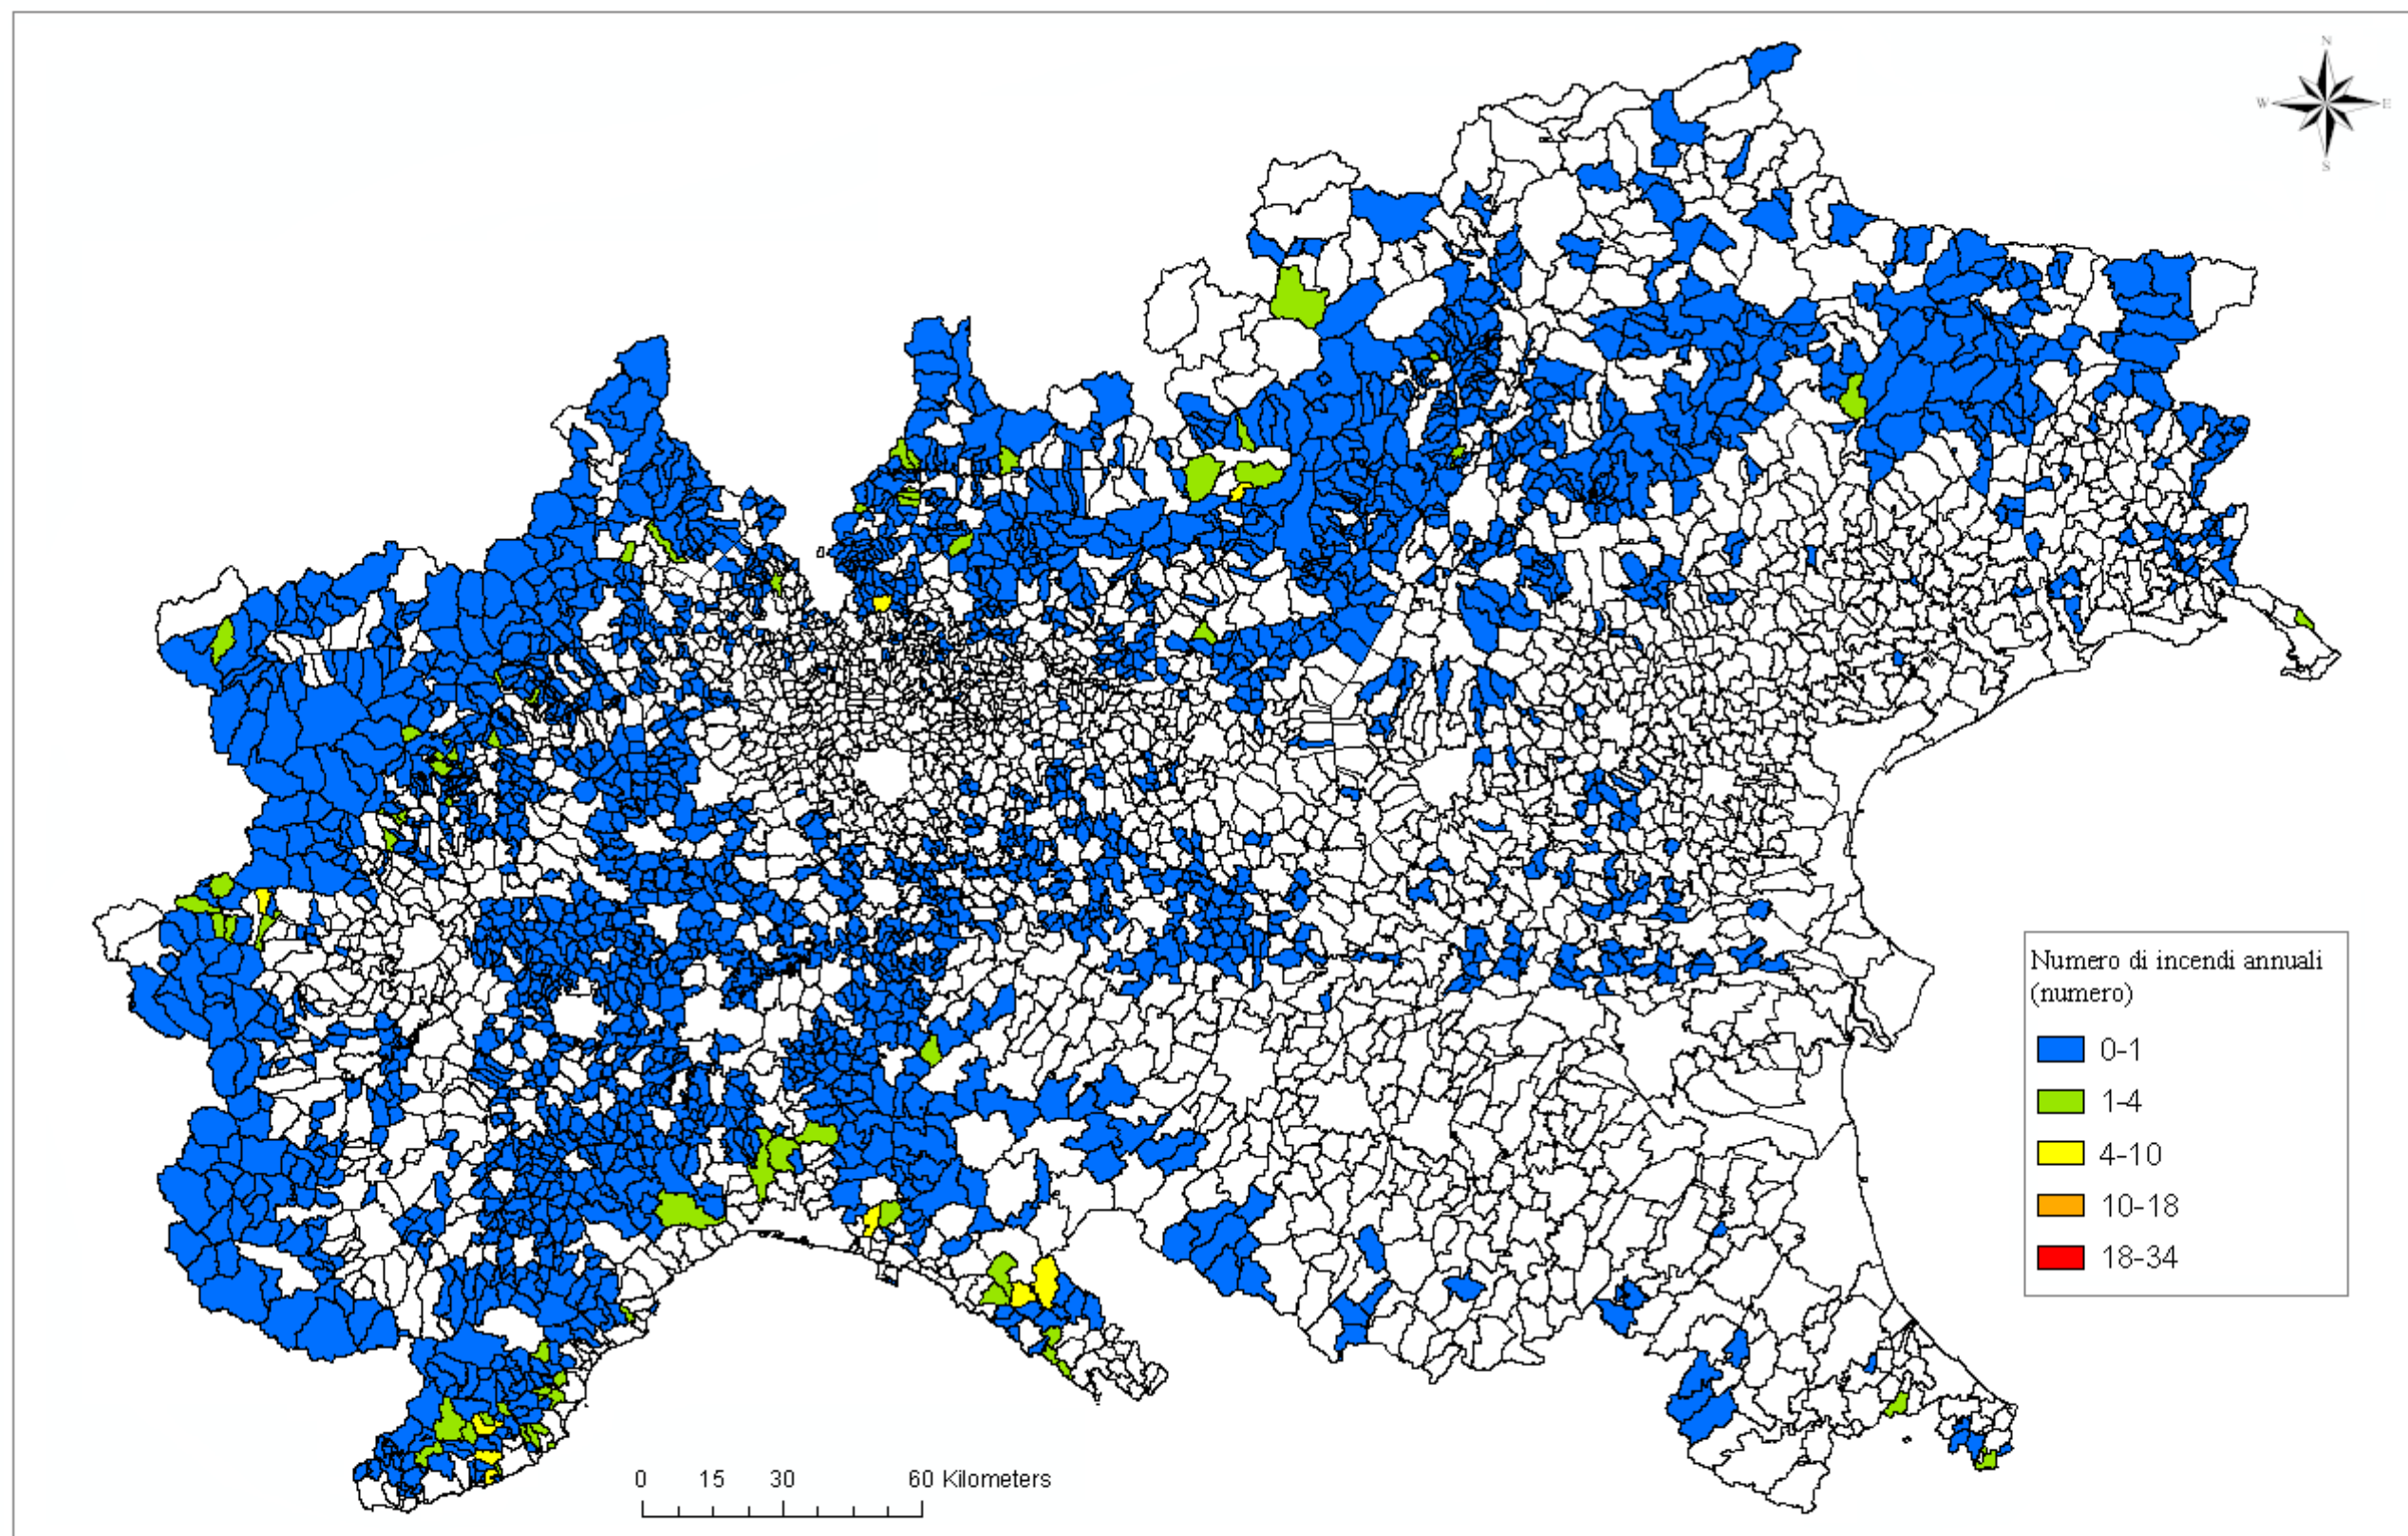 N
W E
S
Numero di incendi annuali
(numero)
0-1
1-4
4-10
10-18
18-34
0 15 30 60 Kilometers